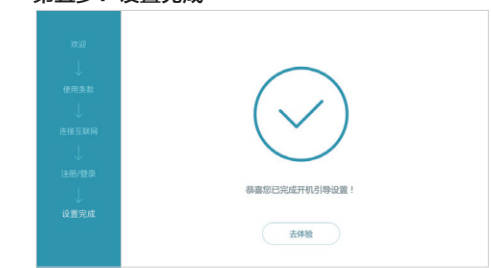 第五步：设置完成
欢迎
使用条款
连接互联网
注册/登录
设置完成
恭喜您已完成开机引导设置！
去体验